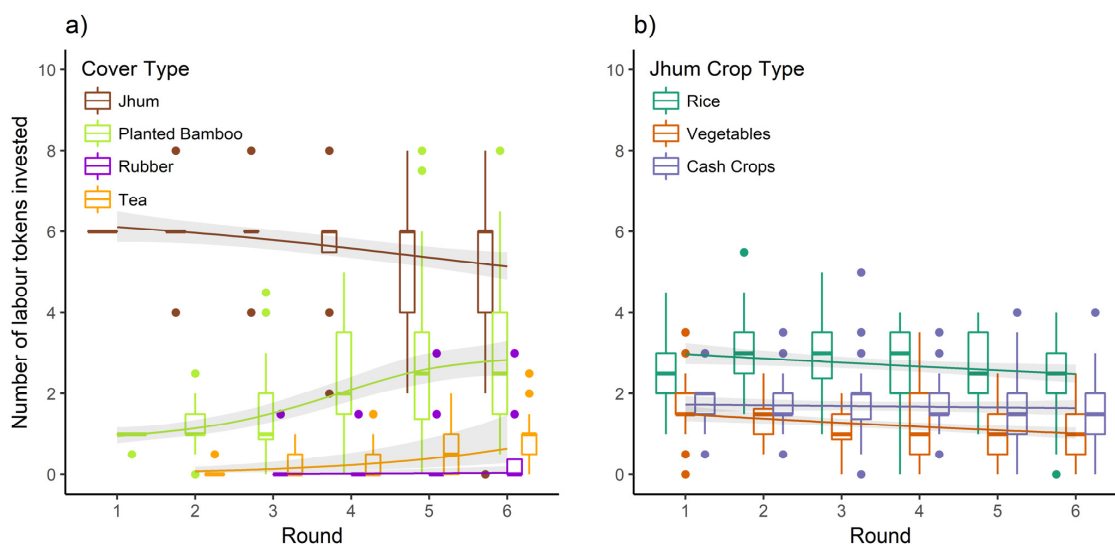 a)
Cover Type
Jhum
Planted Bamboo
Rubber
Tea
Number of labour tokens invested
10
8
6
4
2
0
1 2 3 4 5 6
Round
b)
Jhum Crop Type
Rice
Vegetables
Cash Crops
10
8
6
4
2
0
1 2 3 4 5 6
Round